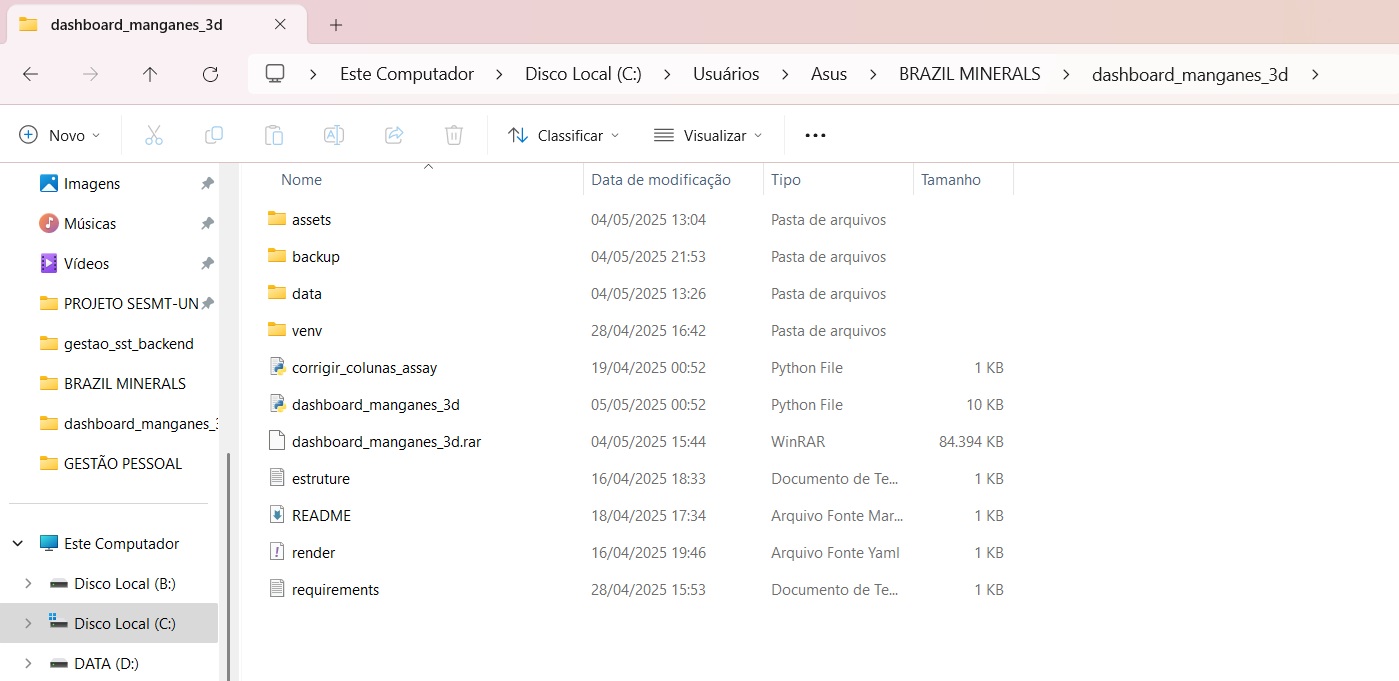 dashboard_manganes_3d
Este Computador > Disco Local (C:) > Usuários > Asus > BRAZIL MINERALS > dashboard_manganes_3d >
Novo Classificar Visualizar
Imagens
Músicas
Vídeos
PROJETO SESMT-UN
gestao_sst_backend
BRAZIL MINERALS
dashboard_manganes_3
GESTÃO PESSOAL
Este Computador
Disco Local (B:)
Disco Local (C:)
DATA (D:)
Nome Data de modificação Tipo Tamanho
assets 04/05/2025 13:04 Pasta de arquivos
backup 04/05/2025 21:53 Pasta de arquivos
data 04/05/2025 13:26 Pasta de arquivos
venv 28/04/2025 16:42 Pasta de arquivos
corrigir_colunas_assay 19/04/2025 00:52 Python File 1 KB
dashboard_manganes_3d 05/05/2025 00:52 Python File 10 KB
dashboard_manganes_3d.rar 04/05/2025 15:44 WinRAR 84.394 KB
estruture 16/04/2025 18:33 Documento de Te... 1 KB
README 18/04/2025 17:34 Arquivo Fonte Mar... 1 KB
render 16/04/2025 19:46 Arquivo Fonte Yaml 1 KB
requirements 28/04/2025 15:53 Documento de Te... 1 KB